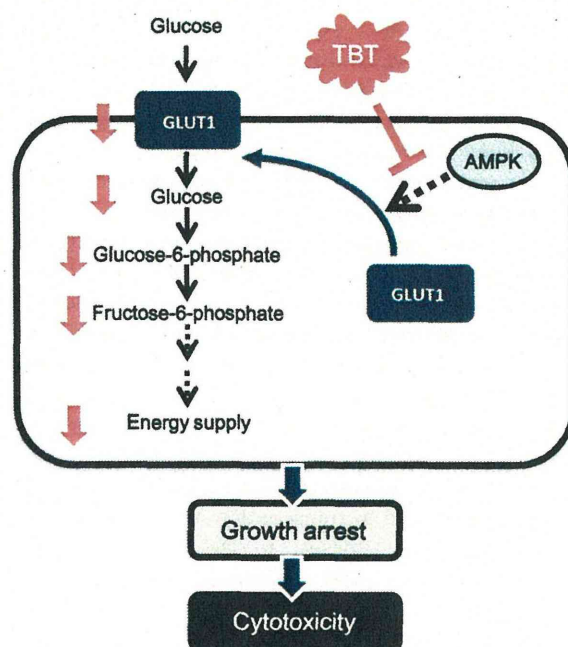 Glucose
TBT
GLUT1
AMPK
Glucose
Glucose-6-phosphate
GLUT1
Fructose-6-phosphate
Energy supply
Growth arrest
Cytotoxicity